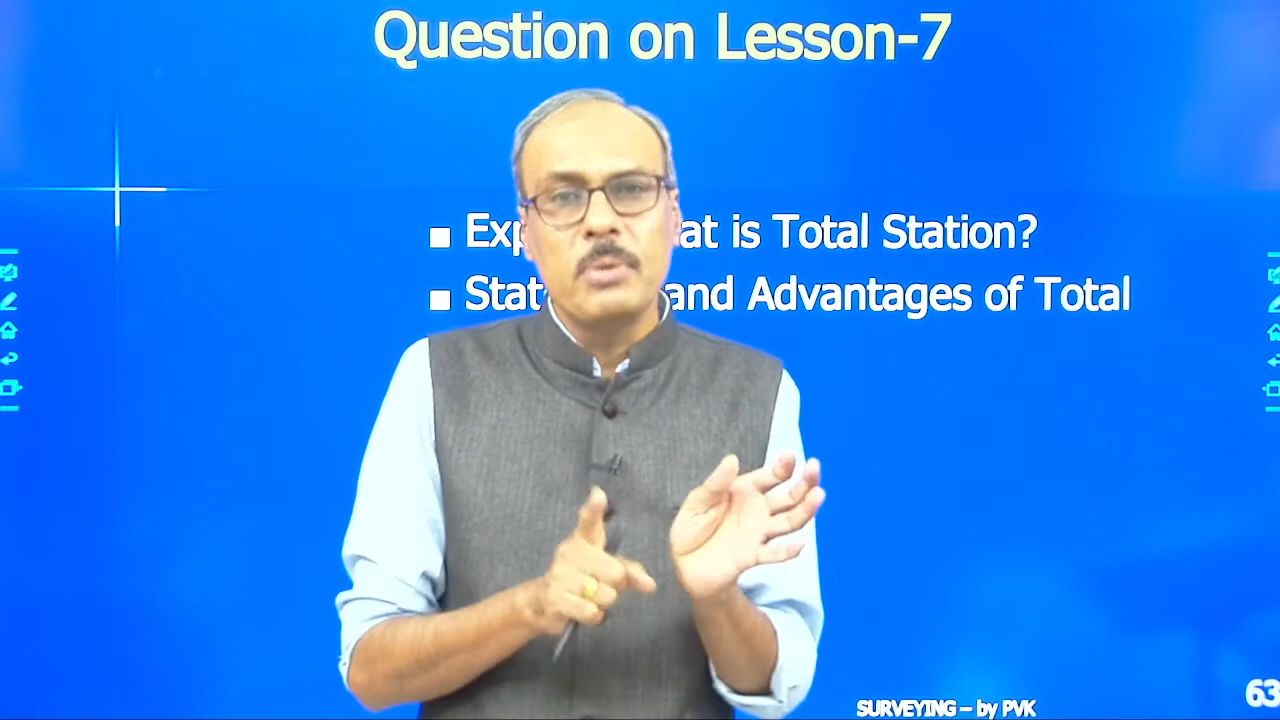 Question on Lesson-7
Exp at is Total Station?
Stat and Advantages of Total
SURVEYING – by PVK
63